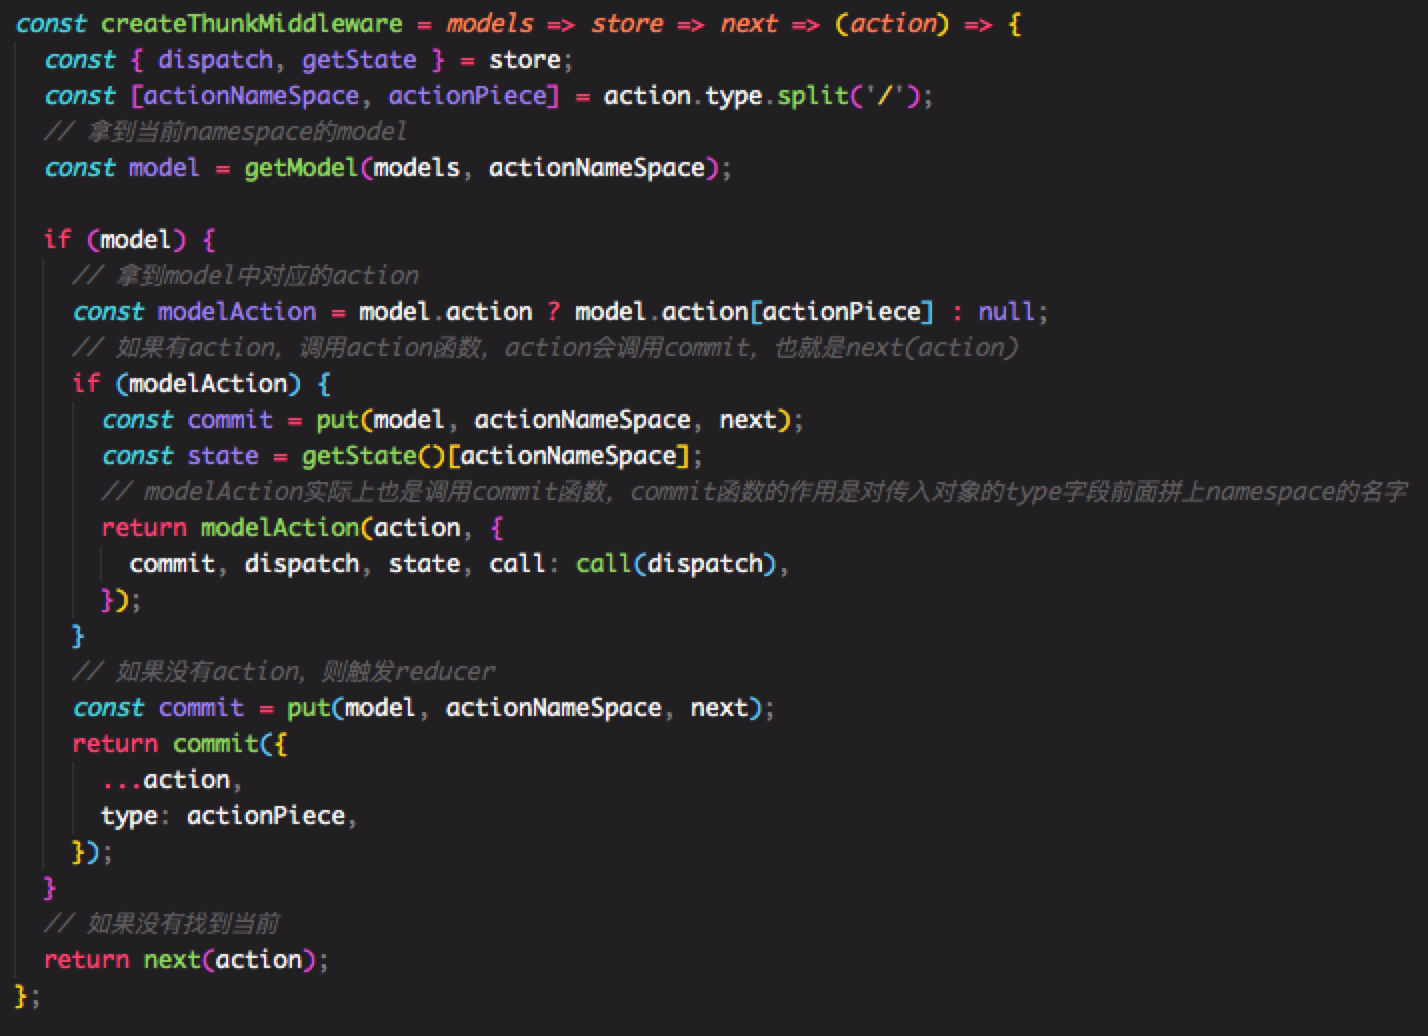 const createThunkMiddleware = models => store => next => (action) => {
const { dispatch, getState } = store;
const [actionNameSpace, actionPiece] = action.type.split('/');
// 拿到当前namespace的model
const model = getModel(models, actionNameSpace);
if (model) {
// 拿到model中对应的action
const modelAction = model.action ? model.action[actionPiece] : null;
// 如果有action, 调用action函数, action会调用commit, 也就是next(action)
if (modelAction) {
const commit = put(model, actionNameSpace, next);
const state = getState()[actionNameSpace];
// modelAction实际上也是调用commit函数, commit函数的作用是对传入对象的type字段前面拼上namespace的名字
return modelAction(action, {
commit, dispatch, state, call: call(dispatch),
});
}
// 如果没有action, 则触发reducer
const commit = put(model, actionNameSpace, next);
return commit({
...action,
type: actionPiece,
});
}
// 如果没有找到当前
return next(action);
};